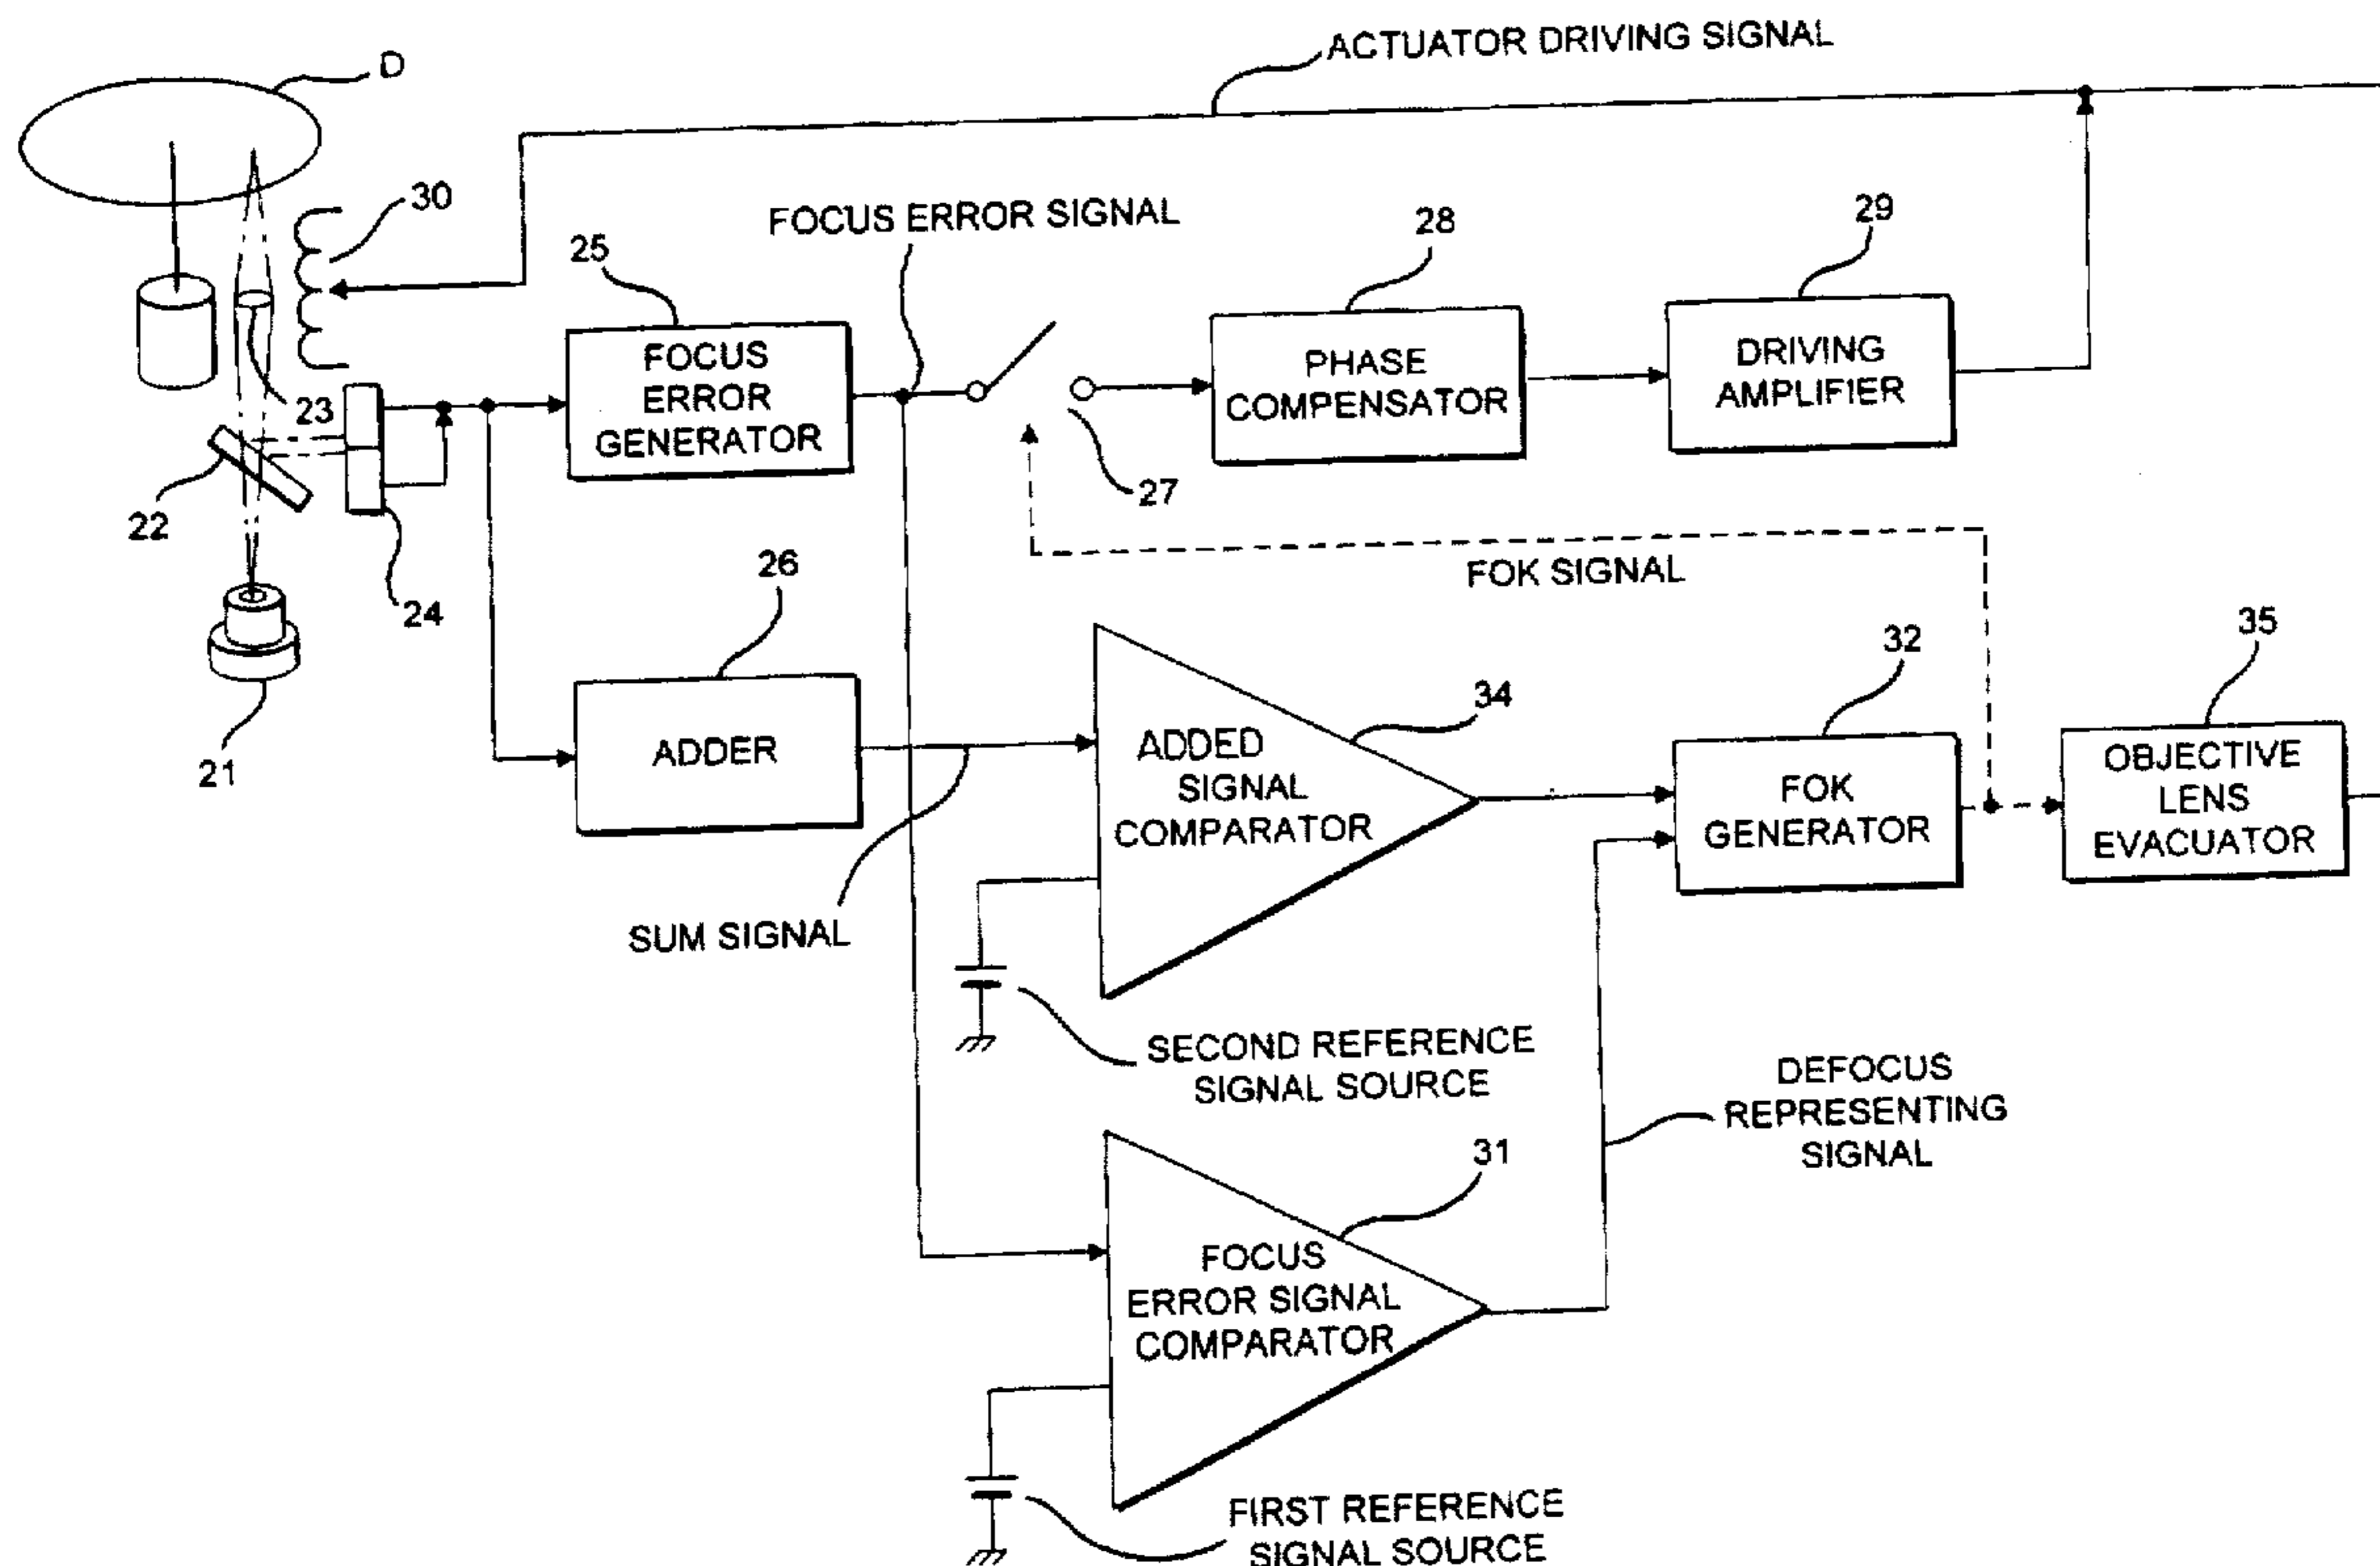 ACTUATOR DRIVING SIGNAL
D
30
FOCUS ERROR SIGNAL
28
29
25
FOCUS
ERROR
GENERATOR
PHASE
COMPENSATOR
DRIVING
AMPLIFIER
23
27
22
24
FOK SIGNAL
26
32
35
21
ADDER
34
ADDED
SIGNAL
COMPARATOR
FOK
GENERATOR
OBJECTIVE
LENS
EVACUATOR
SUM SIGNAL
SECOND REFERENCE
SIGNAL SOURCE
DEFOCUS
REPRESENTING
SIGNAL
31
FOCUS
ERROR SIGNAL
COMPARATOR
FIRST REFERENCE
SIGNAL SOURCE